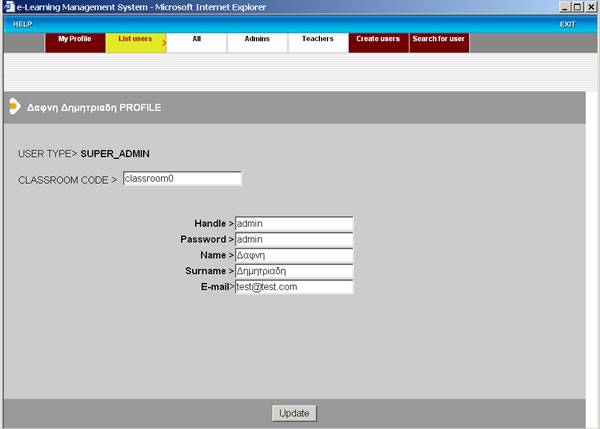 e-Learning Management System - Microsoft Internet Explorer
HELP EXIT
My Profile List users All Admins Teachers Create users Search for user
Δαφνη Δημητριαδη PROFILE
USER TYPE> SUPER_ADMIN
CLASSROOM CODE > classroom0
Handle > admin
Password > admin
Name > Δαφνη
Surname > Δημητριαδη
E-mail> test@test.com
Update